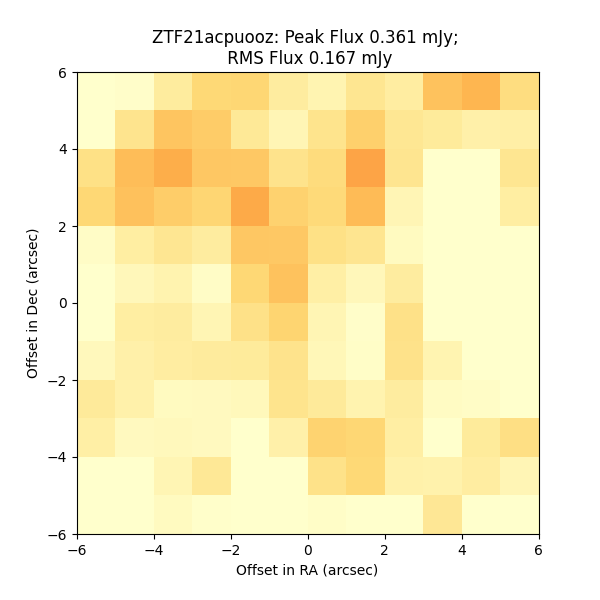 ZTF21acpuooz: Peak Flux 0.361 mJy;
RMS Flux 0.167 mJy
6
4
2
0
−2
−4
−6
Offset in Dec (arcsec)
−6 −4 −2 0 2 4 6
Offset in RA (arcsec)